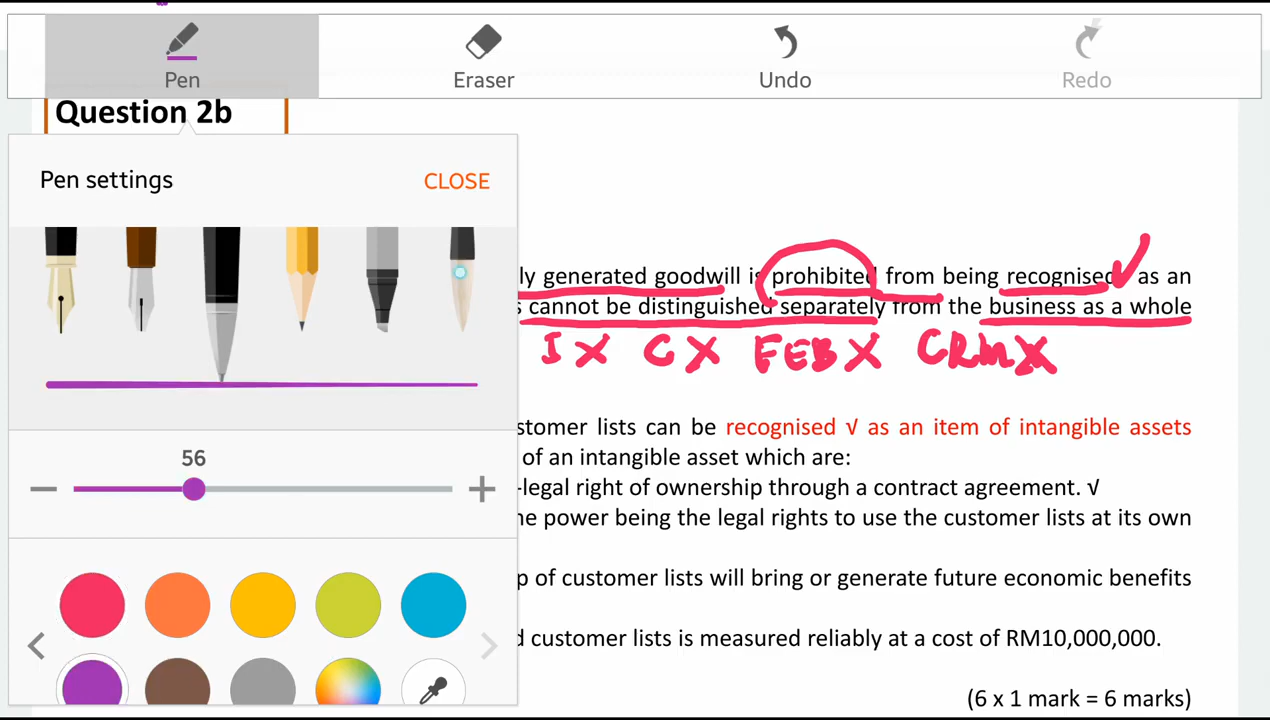 Pen Eraser Undo Redo
Question 2b
Pen settings CLOSE
56
ly generated goodwill is prohibited from being recognised as an
s cannot be distinguished separately from the business as a whole
I X C X FEB X CRM X
stomer lists can be recognised √ as an item of intangible assets
of an intangible asset which are:
-legal right of ownership through a contract agreement. √
he power being the legal rights to use the customer lists at its own
p of customer lists will bring or generate future economic benefits
d customer lists is measured reliably at a cost of RM10,000,000.
(6 x 1 mark = 6 marks)